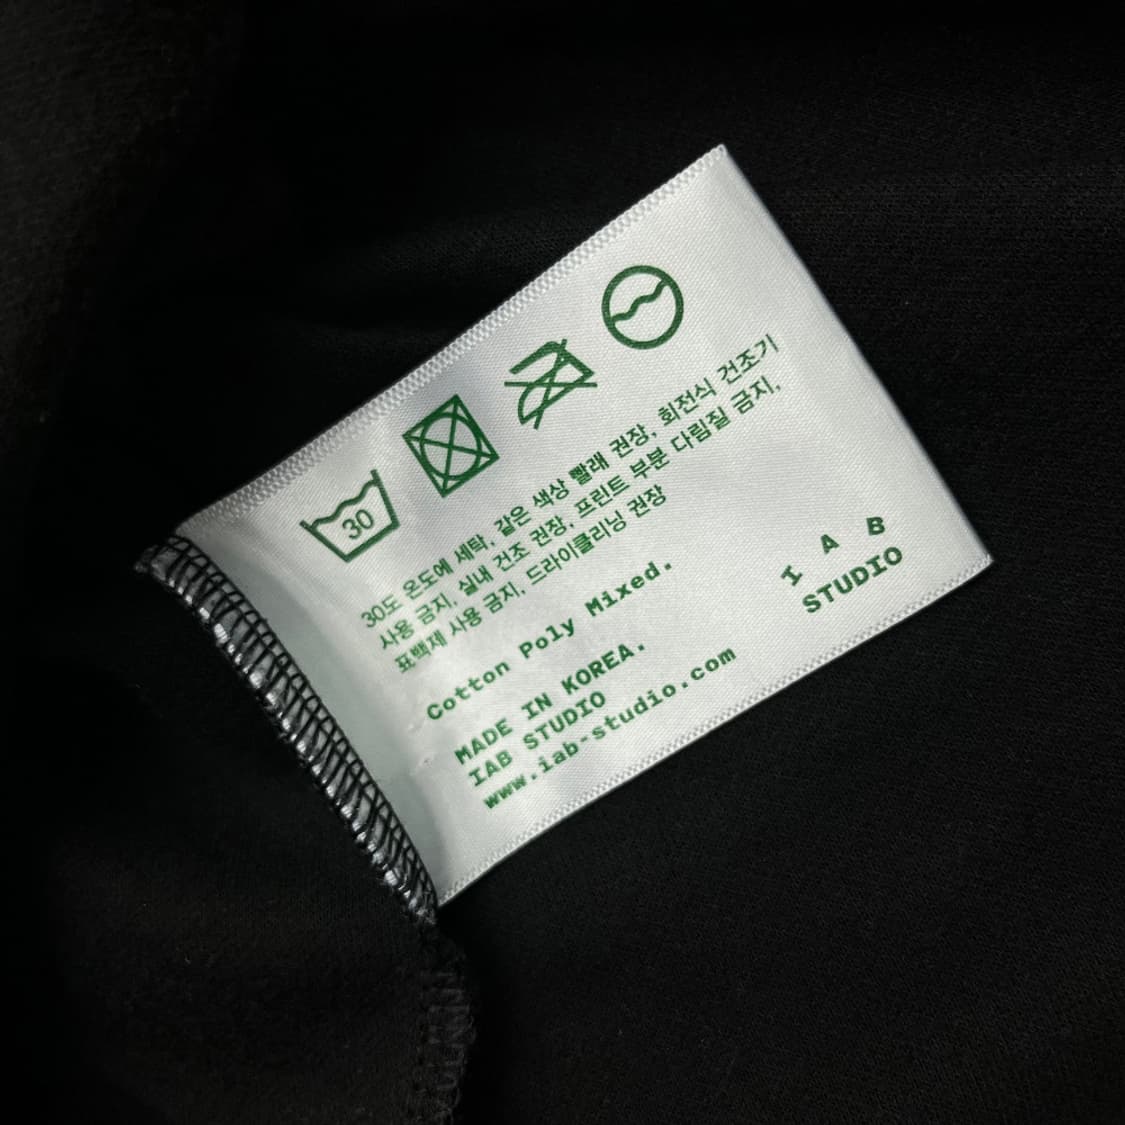 30
30도 온도에 세탁, 같은 색상 빨래 권장, 회전식 건조기
사용 금지, 실내 건조 권장, 프린트 부분 다림질 금지,
표백제 사용 금지, 드라이클리닝 권장
Cotton Poly Mixed.
MADE IN KOREA.
IAB STUDIO
www.iab-studio.com
I A B
STUDIO